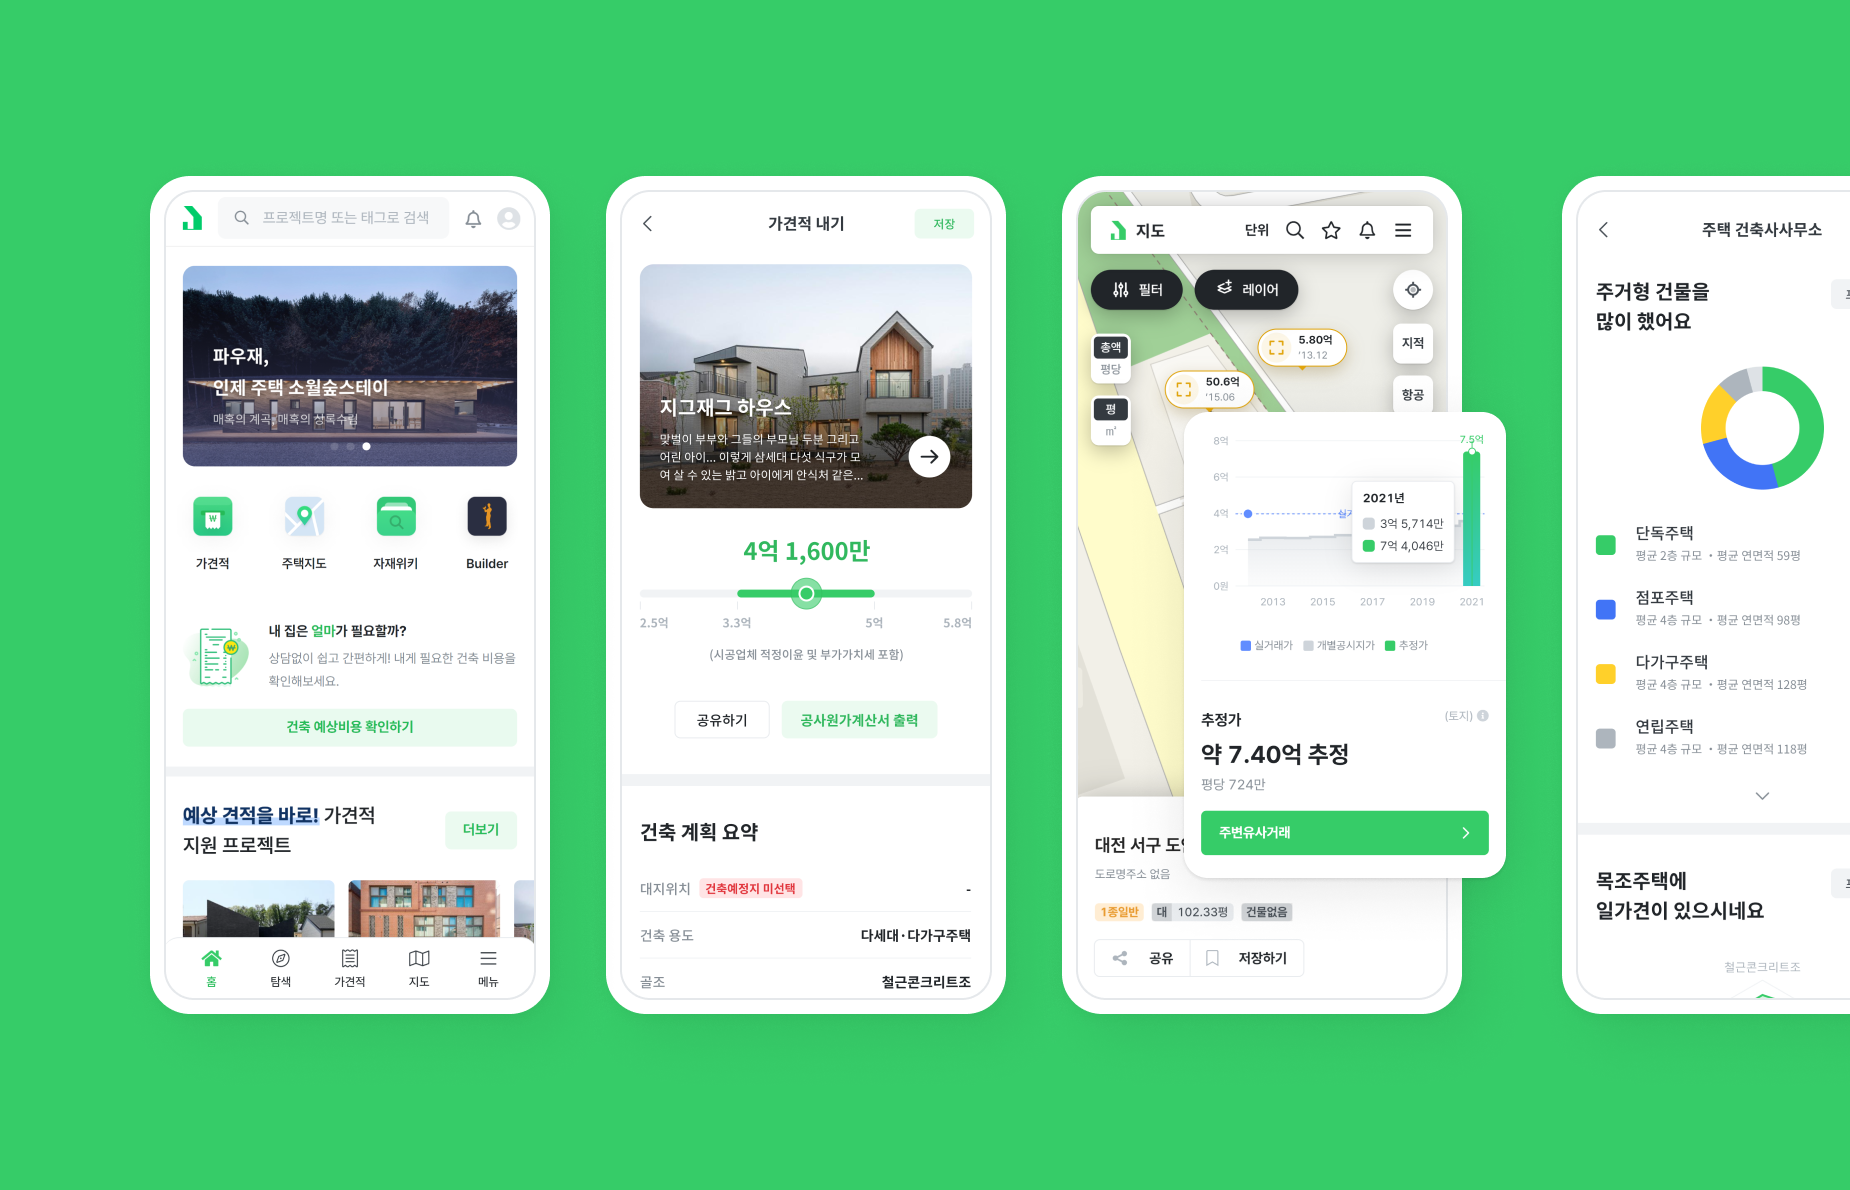 프로젝트명 또는 태그로 검색
파우재,
인제 주택 소월숲스테이
매혹의 계곡, 매혹의 상록수림
가견적
주택지도
자재위키
Builder
내 집은 얼마가 필요할까?
상담없이 쉽고 간편하게! 내게 필요한 건축 비용을
확인해보세요.
건축 예상비용 확인하기
예상 견적을 바로! 가견적
지원 프로젝트
더보기
홈
탐색
가견적
지도
메뉴
가견적 내기
저장
지그재그 하우스
맞벌이 부부와 그들의 부모님 두분 그리고
어린 아이... 이렇게 삼세대 다섯 식구가 모
여 살 수 있는 밝고 아이에게 안식처 같은...
4억 1,600만
2.5억
3.3억
5억
5.8억
(시공업체 적정이윤 및 부가가치세 포함)
공유하기
공사원가계산서 출력
건축 계획 요약
대지위치 건축예정지 미선택 -
건축 용도 다세대·다가구주택
골조 철근콘크리트조
지도
단위
필터
레이어
총액
평당
평
㎡
5.80억
'13.12
50.6억
'15.06
지적
항공
8억
6억
4억
2억
0원
7.5억
2021년
3억 5,714만
7억 4,046만
2013
2015
2017
2019
2021
실거래가
개별공시지가
추정가
추정가
(토지)
약 7.40억 추정
평당 724만
주변유사거래
대전 서구 도
도로명주소 없음
1종일반
대 102.33평
건물없음
공유
저장하기
주택 건축사사무소
주거형 건물을
많이 했어요
단독주택
평균 2층 규모 · 평균 연면적 59평
점포주택
평균 4층 규모 · 평균 연면적 98평
다가구주택
평균 4층 규모 · 평균 연면적 128평
연립주택
평균 4층 규모 · 평균 연면적 118평
목조주택에
일가견이 있으시네요
철근콘크리트조